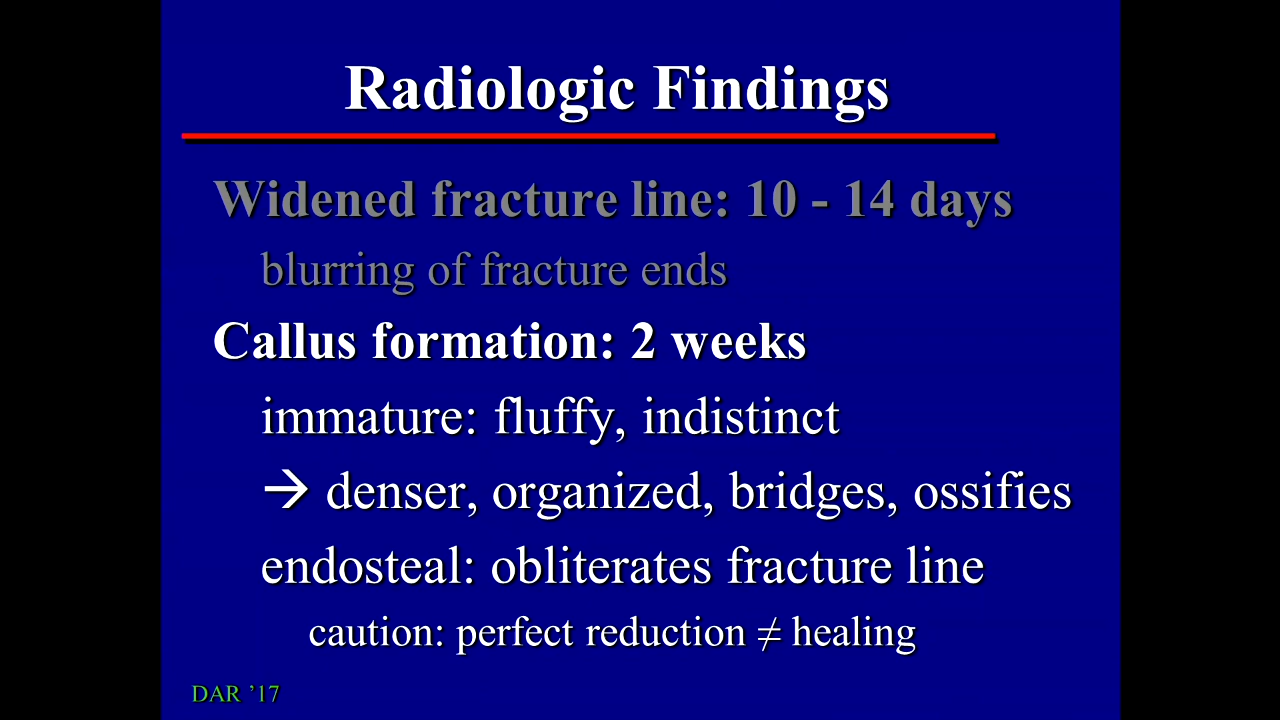 Radiologic Findings
Widened fracture line: 10 - 14 days
blurring of fracture ends
Callus formation: 2 weeks
immature: fluffy, indistinct
→ denser, organized, bridges, ossifies
endosteal: obliterates fracture line
caution: perfect reduction ≠ healing
DAR ’17